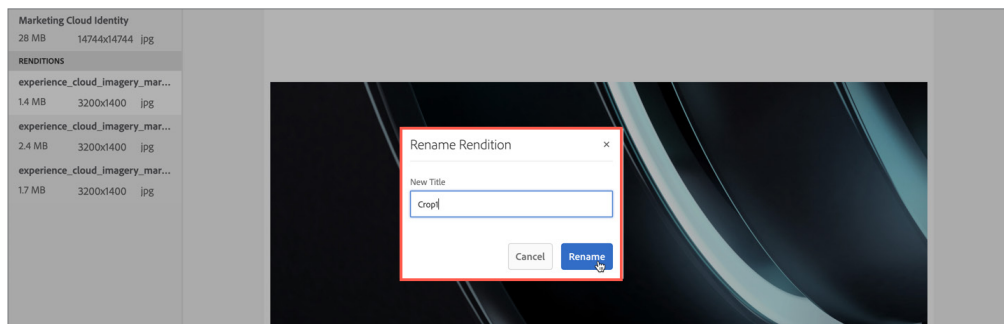 Marketing Cloud Identity
28 MB 14744x14744 jpg
RENDITIONS
experience_cloud_imagery_mar...
1.4 MB 3200x1400 jpg
experience_cloud_imagery_mar...
2.4 MB 3200x1400 jpg
experience_cloud_imagery_mar...
1.7 MB 3200x1400 jpg
Rename Rendition ×
New Title
Crop1
Cancel Rename